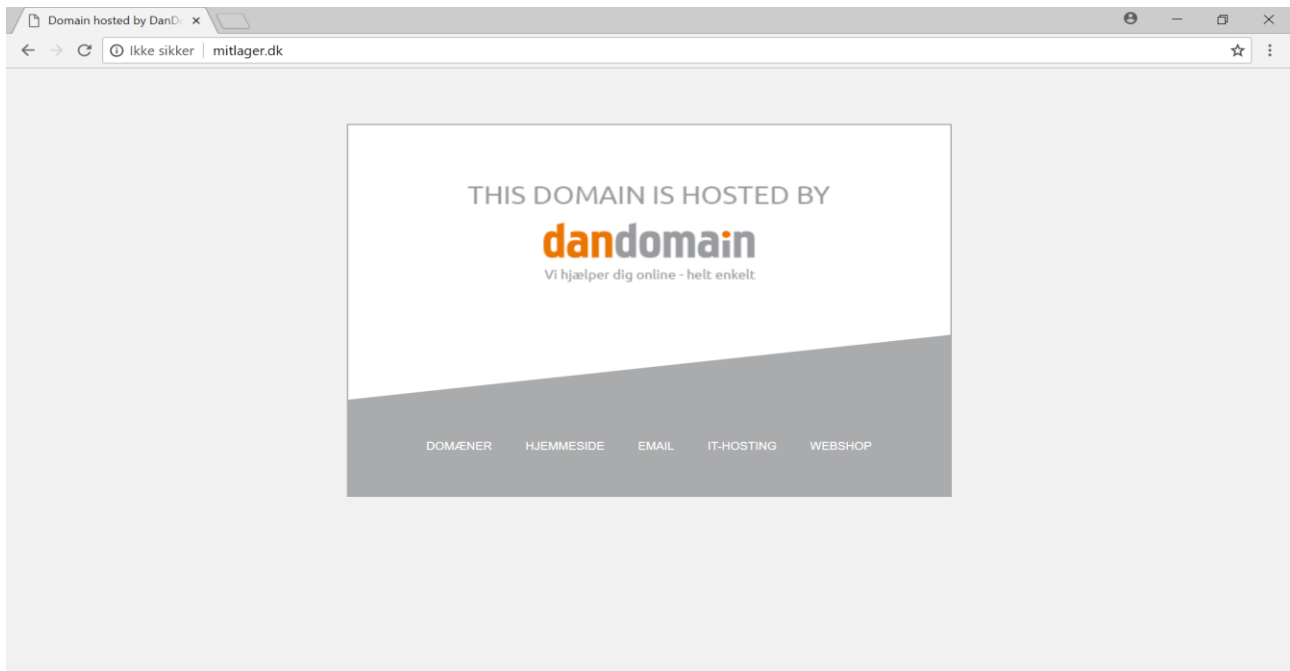 Domain hosted by DanD
Ikke sikker mitlager.dk
THIS DOMAIN IS HOSTED BY
dandomain
Vi hjælper dig online - helt enkelt
DOMÆNER HJEMMESIDE EMAIL IT-HOSTING WEBSHOP